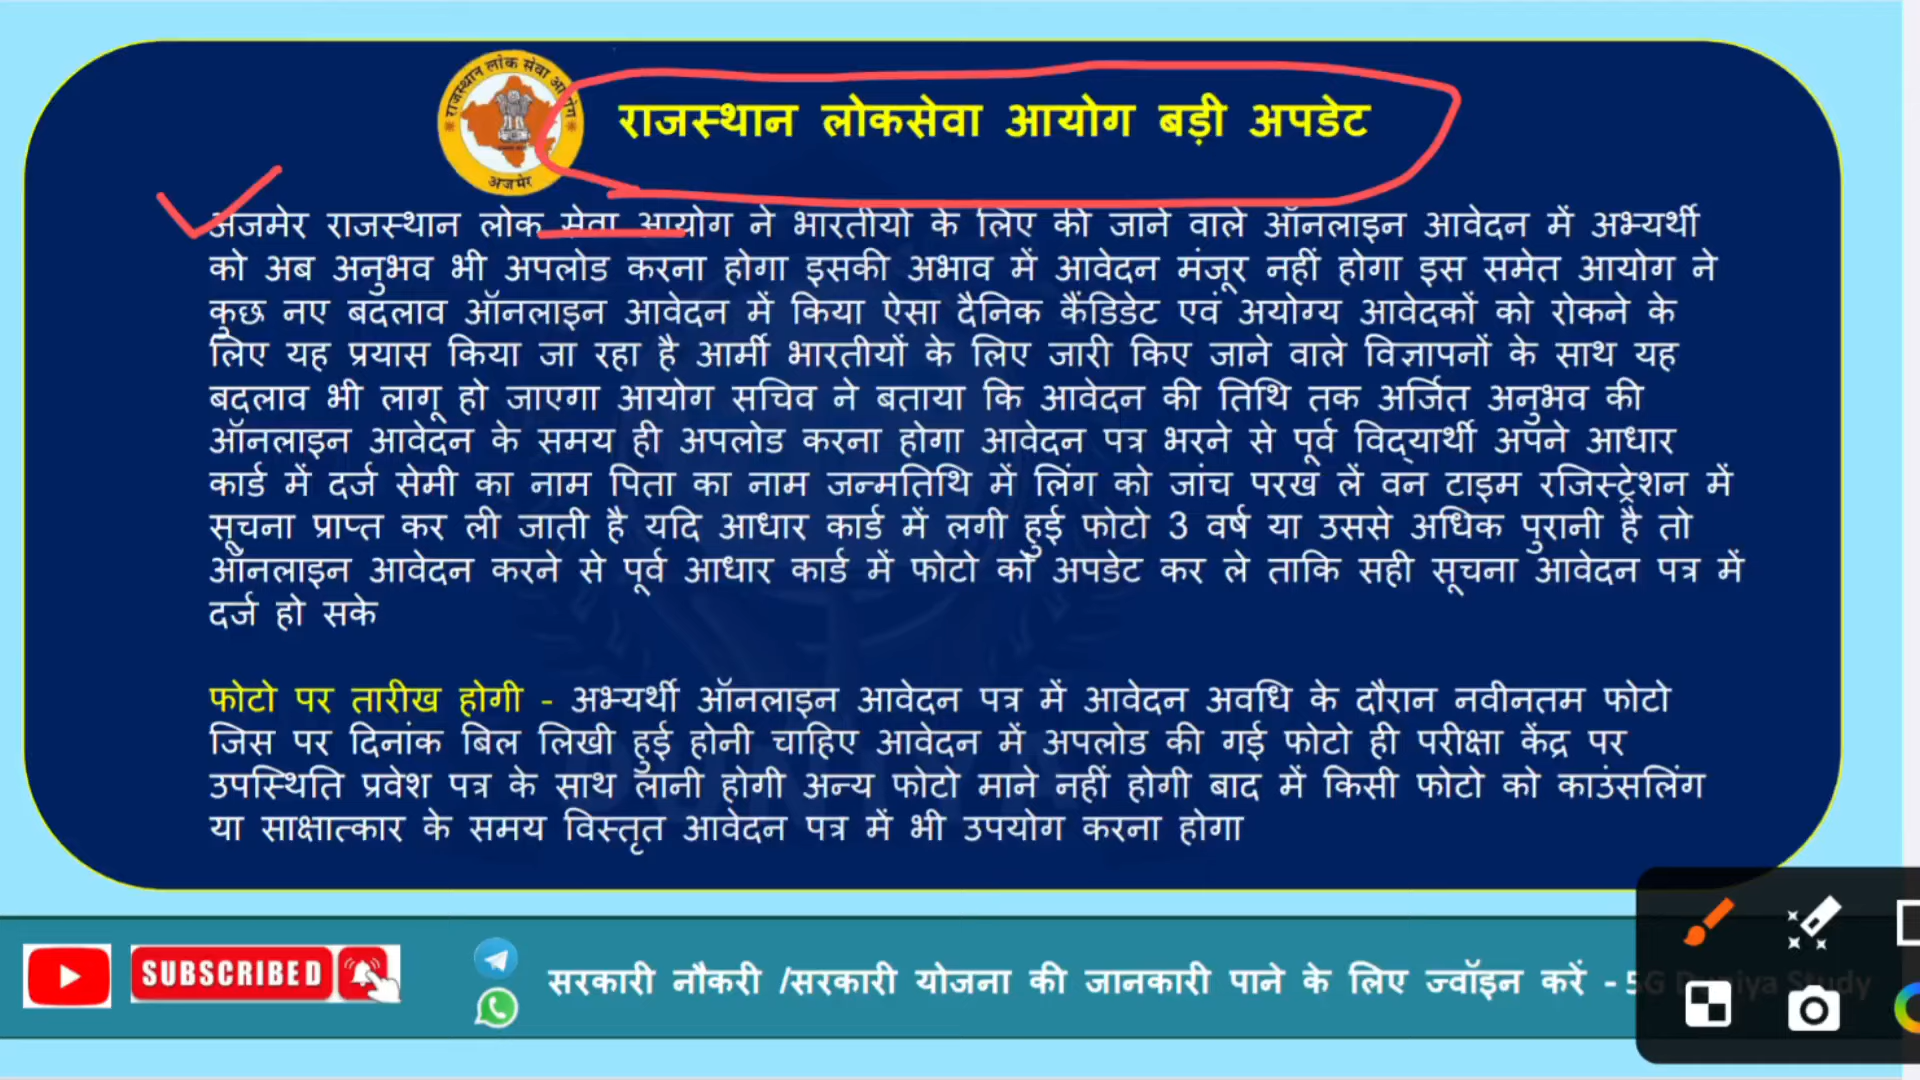 राजस्थान लोक सेवा आयोग
अजमेर
राजस्थान लोकसेवा आयोग बड़ी अपडेट
अजमेर राजस्थान लोक सेवा आयोग ने भारतीयो के लिए की जाने वाले ऑनलाइन आवेदन में अभ्यर्थी
को अब अनुभव भी अपलोड करना होगा इसकी अभाव में आवेदन मंजूर नहीं होगा इस समेत आयोग ने
कुछ नए बदलाव ऑनलाइन आवेदन में किया ऐसा दैनिक कैंडिडेट एवं अयोग्य आवेदकों को रोकने के
लिए यह प्रयास किया जा रहा है आर्मी भारतीयों के लिए जारी किए जाने वाले विज्ञापनों के साथ यह
बदलाव भी लागू हो जाएगा आयोग सचिव ने बताया कि आवेदन की तिथि तक अर्जित अनुभव की
ऑनलाइन आवेदन के समय ही अपलोड करना होगा आवेदन पत्र भरने से पूर्व विद्यार्थी अपने आधार
कार्ड में दर्ज सेमी का नाम पिता का नाम जन्मतिथि में लिंग को जांच परख लें वन टाइम रजिस्ट्रेशन में
सूचना प्राप्त कर ली जाती है यदि आधार कार्ड में लगी हुई फोटो 3 वर्ष या उससे अधिक पुरानी है तो
ऑनलाइन आवेदन करने से पूर्व आधार कार्ड में फोटो को अपडेट कर ले ताकि सही सूचना आवेदन पत्र में
दर्ज हो सके
फोटो पर तारीख होगी - अभ्यर्थी ऑनलाइन आवेदन पत्र में आवेदन अवधि के दौरान नवीनतम फोटो
जिस पर दिनांक बिल लिखी हुई होनी चाहिए आवेदन में अपलोड की गई फोटो ही परीक्षा केंद्र पर
उपस्थिति प्रवेश पत्र के साथ लानी होगी अन्य फोटो माने नहीं होगी बाद में किसी फोटो को काउंसलिंग
या साक्षात्कार के समय विस्तृत आवेदन पत्र में भी उपयोग करना होगा
SUBSCRIBED
सरकारी नौकरी /सरकारी योजना की जानकारी पाने के लिए ज्वॉइन करें - 5G Duniya Study